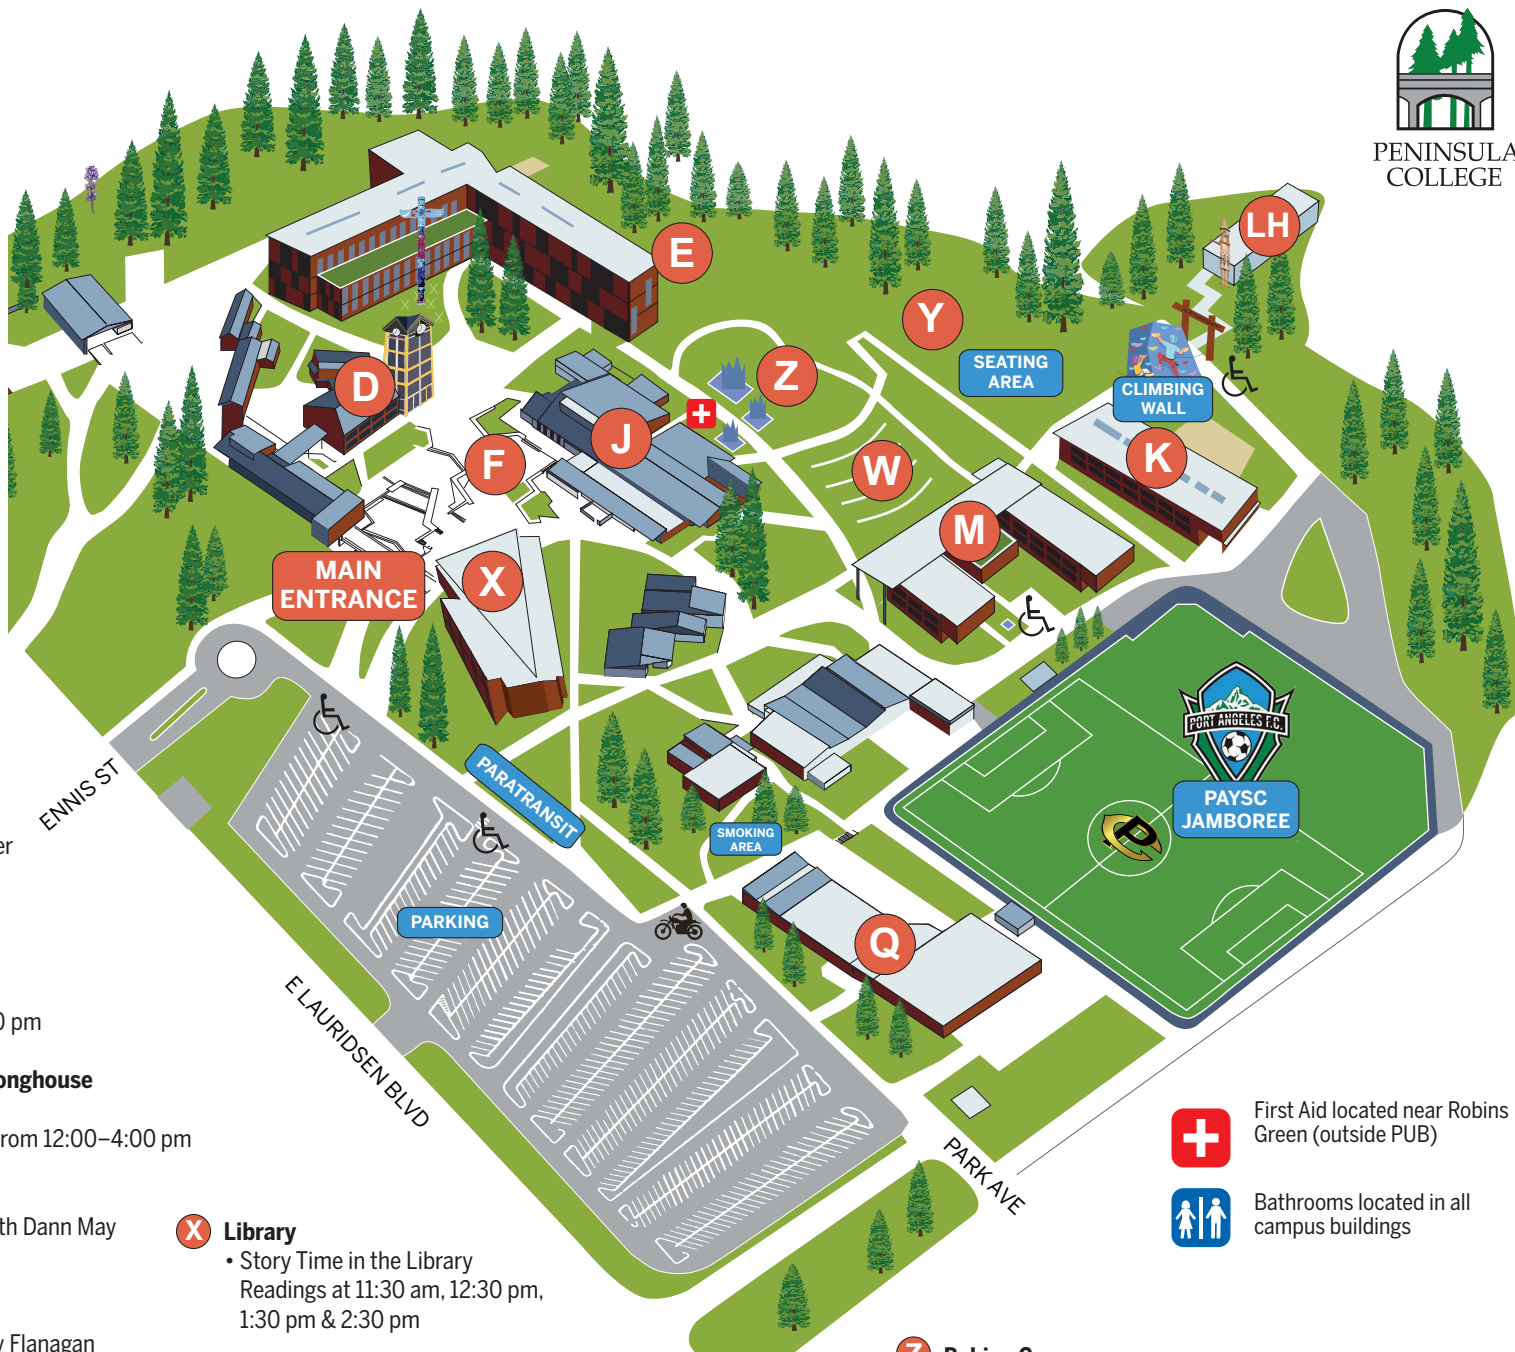 PENINSULA
COLLEGE
LH
E
Y
SEATING
AREA
Z
D
CLIMBING
WALL
J
K
F
W
M
MAIN
ENTRANCE
X
PORT ANGELES F.C.
PAYSC
JAMBOREE
ENNIS ST
PARATRANSIT
SMOKING
AREA
PARKING
Q
P
E LAURIDSEN BLVD
PARK AVE
er
0 pm
onghouse
rom 12:00–4:00 pm
th Dann May
y Flanagan
X Library
• Story Time in the Library
Readings at 11:30 am, 12:30 pm,
1:30 pm & 2:30 pm
First Aid located near Robins
Green (outside PUB)
Bathrooms located in all
campus buildings